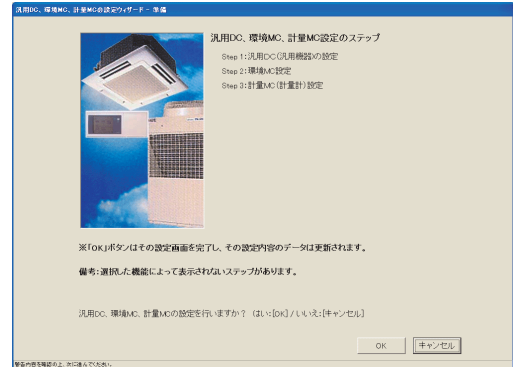 汎用DC、環境MC、計量MCの設定ウィザード - 準備
汎用DC、環境MC、計量MC設定のステップ
Step 1:汎用DC(汎用機器)の設定
Step 2:環境MC設定
Step 3:計量MC(計量計)設定
※「OK」ボタンはその設定画面を完了し、その設定内容のデータは更新されます。
備考:選択した機能によって表示されないステップがあります。
汎用DC、環境MC、計量MCの設定を行いますか? (はい:[OK] / いいえ:[キャンセル]
OK
キャンセル
警告内容を確認の上、次に進んでください。